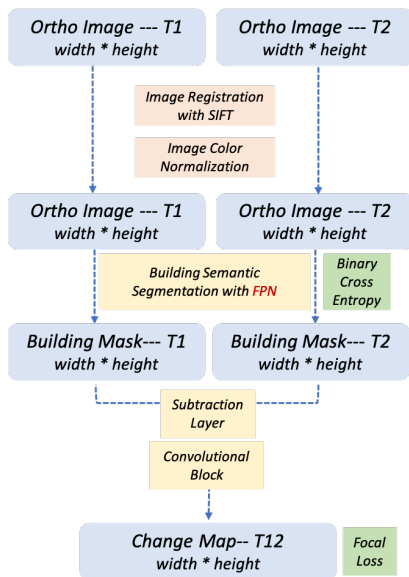 Ortho Image --- T1
width * height
Ortho Image --- T2
width * height
Image Registration
with SIFT
Image Color
Normalization
Ortho Image --- T1
width * height
Ortho Image --- T2
width * height
Building Semantic
Segmentation with FPN
Binary
Cross
Entropy
Building Mask--- T1
width * height
Building Mask--- T2
width * height
Subtraction
Layer
Convolutional
Block
Change Map-- T12
width * height
Focal
Loss